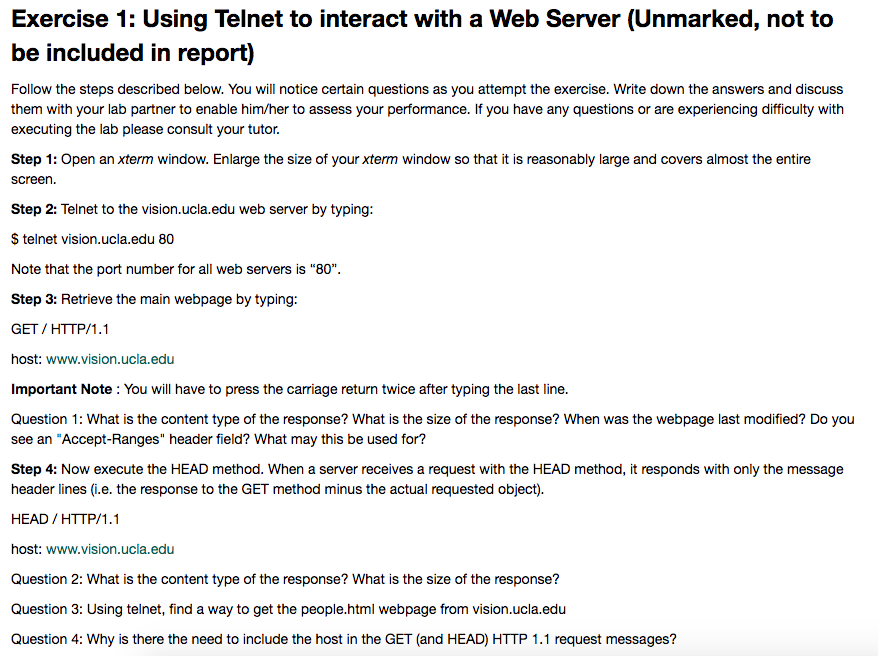 Exercise 1: Using Telnet to interact with a Web Server (Unmarked, not to
be included in report)
Follow the steps described below. You will notice certain questions as you attempt the exercise. Write down the answers and discuss
them with your lab partner to enable him/her to assess your performance. If you have any questions or are experiencing difficulty with
executing the lab please consult your tutor.
Step 1: Open an xterm window. Enlarge the size of your xterm window so that it is reasonably large and covers almost the entire
screen.
Step 2: Telnet to the vision.ucla.edu web server by typing:
$ telnet vision.ucla.edu 80
Note that the port number for all web servers is “80”.
Step 3: Retrieve the main webpage by typing:
GET / HTTP/1.1
host: www.vision.ucla.edu
Important Note : You will have to press the carriage return twice after typing the last line.
Question 1: What is the content type of the response? What is the size of the response? When was the webpage last modified? Do you
see an "Accept-Ranges" header field? What may this be used for?
Step 4: Now execute the HEAD method. When a server receives a request with the HEAD method, it responds with only the message
header lines (i.e. the response to the GET method minus the actual requested object).
HEAD / HTTP/1.1
host: www.vision.ucla.edu
Question 2: What is the content type of the response? What is the size of the response?
Question 3: Using telnet, find a way to get the people.html webpage from vision.ucla.edu
Question 4: Why is there the need to include the host in the GET (and HEAD) HTTP 1.1 request messages?